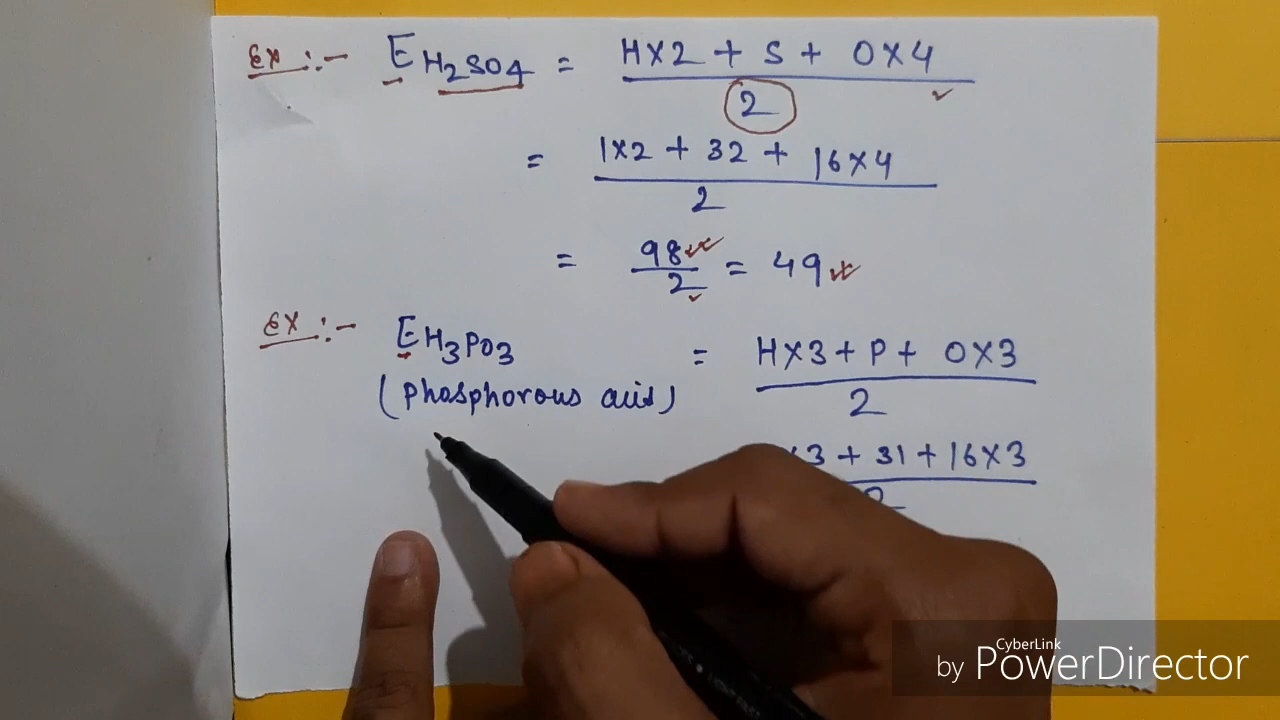 Ex :- E H2SO4 = H×2 + S + O×4
2
= 1×2 + 32 + 16×4
2
= 98
2 = 49
Ex :- E H3PO3 = H×3 + P + O×3
(phosphorous acid) 2
×3 + 31 + 16×3
CyberLink
by PowerDirector